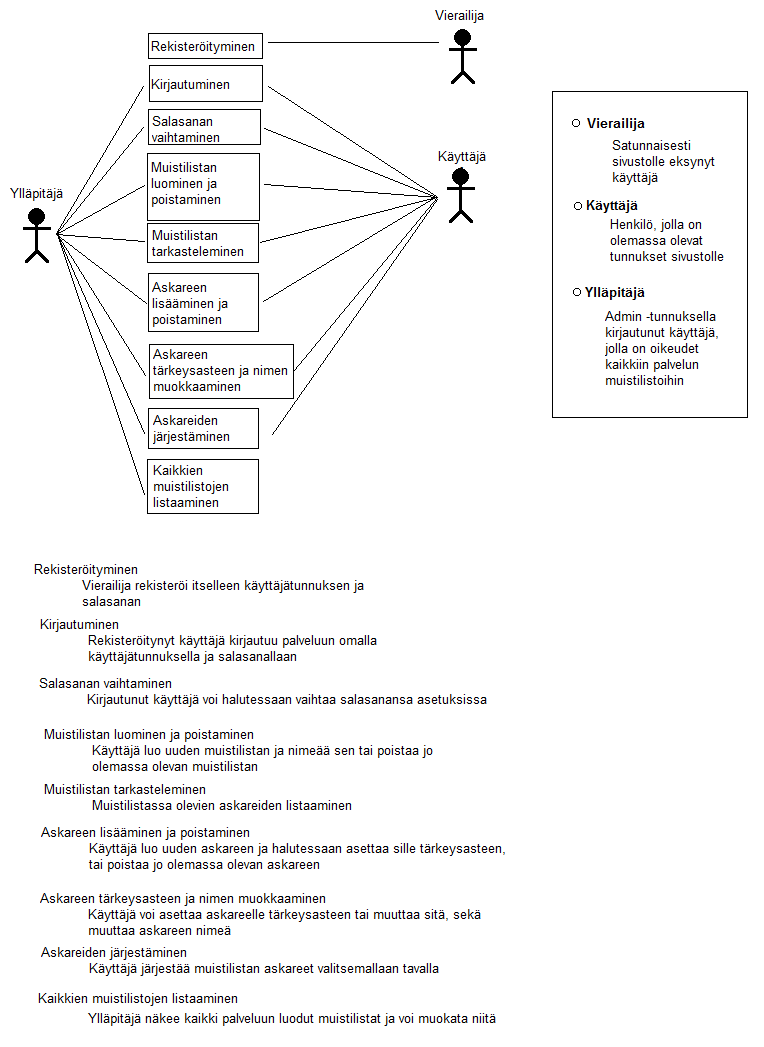 Vierailija
Rekisteröityminen
Kirjautuminen
Salasanan
vaihtaminen
Muistilistan
luominen ja
poistaminen
Muistilistan
tarkasteleminen
Askareen
lisääminen ja
poistaminen
Askareen
tärkeysasteen ja nimen
muokkaaminen
Askareiden
järjestäminen
Kaikkien
muistilistojen
listaaminen
Ylläpitäjä
Käyttäjä
Vierailija
Satunnaisesti
sivustolle eksynyt
käyttäjä
Käyttäjä
Henkilö, jolla on
olemassa olevat
tunnukset sivustolle
Ylläpitäjä
Admin -tunnuksella
kirjautunut käyttäjä,
jolla on oikeudet
kaikkiin palvelun
muistilistoihin
Rekisteröityminen
Vierailija rekisteröi itselleen käyttäjätunnuksen ja
salasanan
Kirjautuminen
Rekisteröitynyt käyttäjä kirjautuu palveluun omalla
käyttäjätunnuksella ja salasanallaan
Salasanan vaihtaminen
Kirjautunut käyttäjä voi halutessaan vaihtaa salasanansa asetuksissa
Muistilistan luominen ja poistaminen
Käyttäjä luo uuden muistilistan ja nimeää sen tai poistaa jo
olemassa olevan muistilistan
Muistilistan tarkasteleminen
Muistilistassa olevien askareiden listaaminen
Askareen lisääminen ja poistaminen
Käyttäjä luo uuden askareen ja halutessaan asettaa sille tärkeysasteen,
tai poistaa jo olemassa olevan askareen
Askareen tärkeysasteen ja nimen muokkaaminen
Käyttäjä voi asettaa askareelle tärkeysasteen tai muuttaa sitä, sekä
muuttaa askareen nimeä
Askareiden järjestäminen
Käyttäjä järjestää muistilistan askareet valitsemallaan tavalla
Kaikkien muistilistojen listaaminen
Ylläpitäjä näkee kaikki palveluun luodut muistilistat ja voi muokata niitä